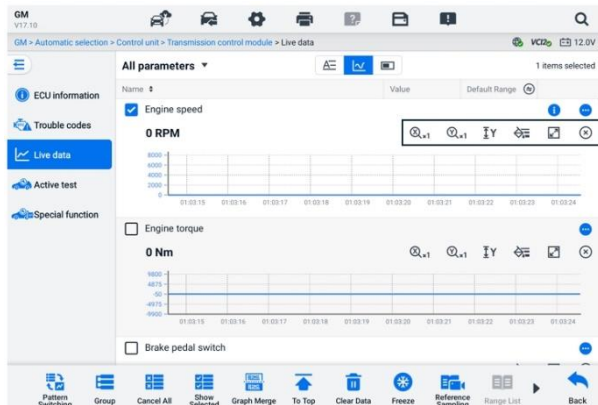 GM
V17.10
GM > Automatic selection > Control unit > Transmission control module > Live data
VCI 12.0V
All parameters
1 items selected
ECU information
Trouble codes
Live data
Active test
Special function
Name Value Default Range
Engine speed
0 RPM
X x1 Y x1 Y
8000
6000
4000
2000
0
01:03:15 01:03:16 01:03:17 01:03:18 01:03:19 01:03:20 01:03:21 01:03:22 01:03:23 01:03:24
Engine torque
0 Nm
X x1 Y x1 Y
9800
4875
-50
-4975
-9900
01:03:15 01:03:16 01:03:17 01:03:18 01:03:19 01:03:20 01:03:21 01:03:22 01:03:23 01:03:24
Brake pedal switch
Pattern Switching
Group
Cancel All
Show Selected
Graph Merge
To Top
Clear Data
Freeze
Reference Sampling
Range List
Back